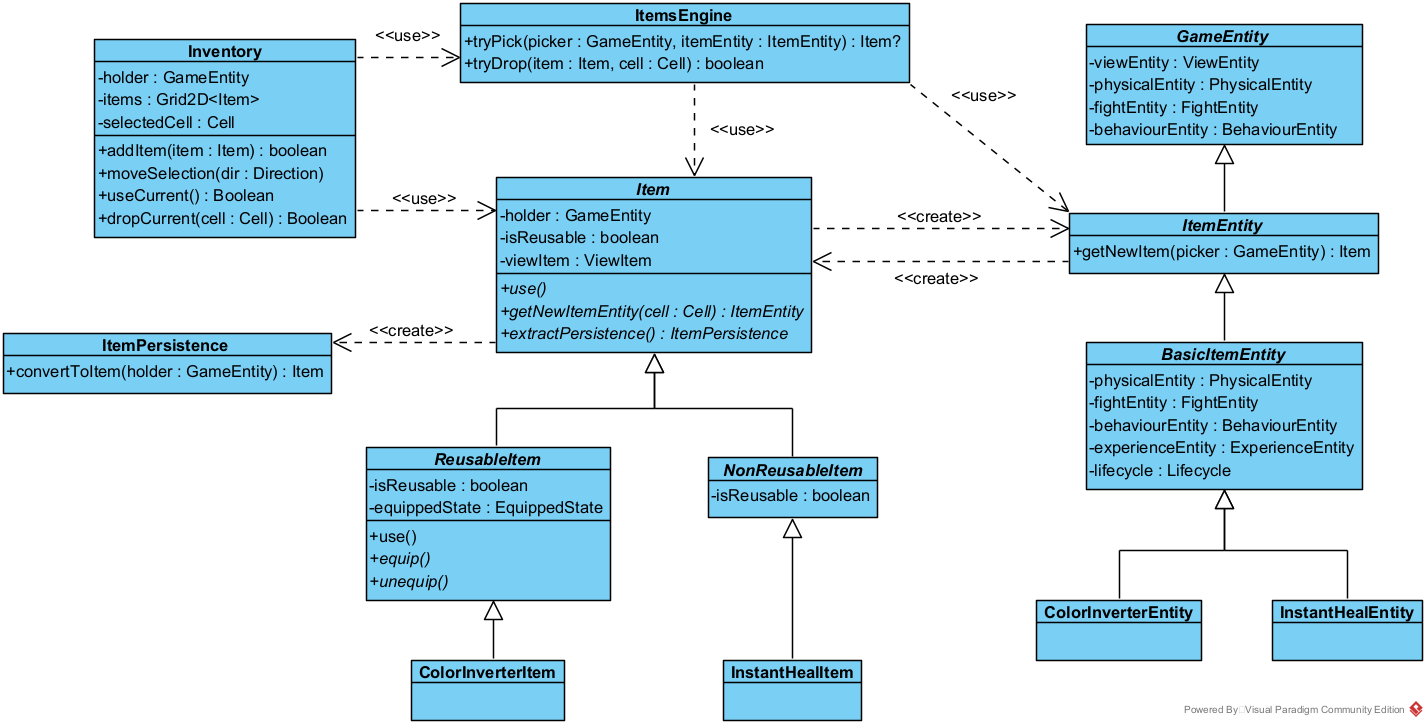 ItemsEngine
+tryPick(picker : GameEntity, itemEntity : ItemEntity) : Item?
+tryDrop(item : Item, cell : Cell) : boolean
<<use>>
Inventory
-holder : GameEntity
-items : Grid2D<Item>
-selectedCell : Cell
+addItem(item : Item) : boolean
+moveSelection(dir : Direction)
+useCurrent() : Boolean
+dropCurrent(cell : Cell) : Boolean
GameEntity
-viewEntity : ViewEntity
-physicalEntity : PhysicalEntity
-fightEntity : FightEntity
-behaviourEntity : BehaviourEntity
<<use>>
<<use>>
<<use>>
Item
-holder : GameEntity
-isReusable : boolean
-viewItem : ViewItem
+use()
+getNewItemEntity(cell : Cell) : ItemEntity
+extractPersistence() : ItemPersistence
<<create>>
<<create>>
ItemEntity
+getNewItem(picker : GameEntity) : Item
<<create>>
ItemPersistence
+convertToItem(holder : GameEntity) : Item
BasicItemEntity
-physicalEntity : PhysicalEntity
-fightEntity : FightEntity
-behaviourEntity : BehaviourEntity
-experienceEntity : ExperienceEntity
-lifecycle : Lifecycle
ReusableItem
-isReusable : boolean
-equippedState : EquippedState
+use()
+equip()
+unequip()
NonReusableItem
-isReusable : boolean
ColorInverterEntity
InstantHealEntity
ColorInverterItem
InstantHealItem
Powered By Visual Paradigm Community Edition